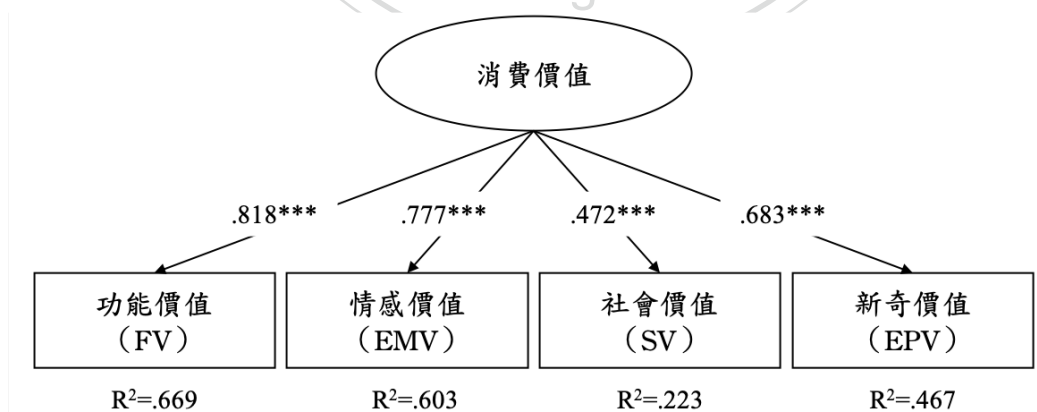 消費價值
.818***
.777***
.472***
.683***
功能價值
（FV）
情感價值
（EMV）
社會價值
（SV）
新奇價值
（EPV）
R²=.669
R²=.603
R²=.223
R²=.467